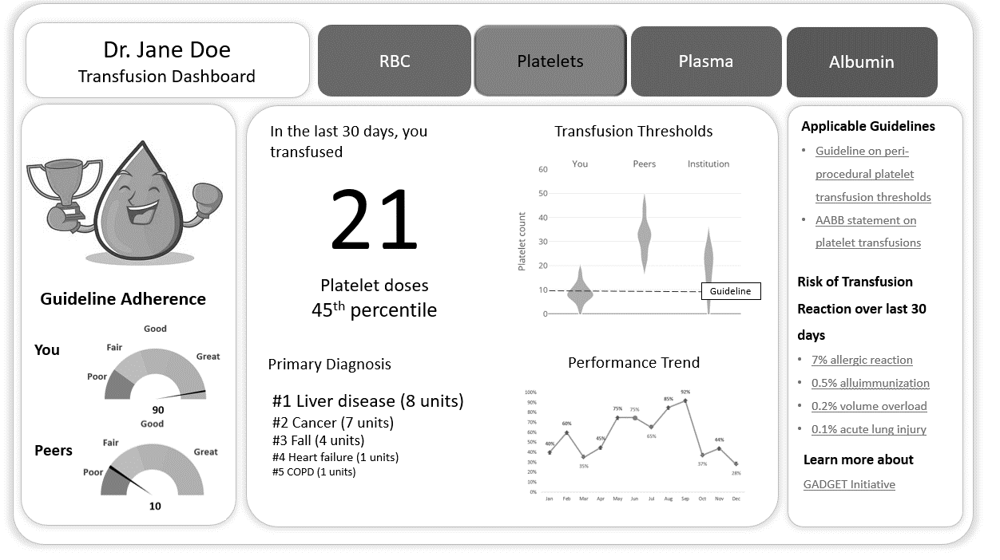 Dr. Jane Doe
Transfusion Dashboard
RBC
Platelets
Plasma
Albumin
Guideline Adherence
You
Poor
Fair
Good
Great
90
Peers
Poor
Fair
Good
Great
10
In the last 30 days, you
transfused
21
Platelet doses
45th percentile
Primary Diagnosis
#1 Liver disease (8 units)
#2 Cancer (7 units)
#3 Fall (4 units)
#4 Heart failure (1 units)
#5 COPD (1 units)
Transfusion Thresholds
You Peers Institution
Platelet count
60
50
40
30
20
10
0
Guideline
Performance Trend
100%
90%
80%
70%
60%
50%
40%
30%
20%
10%
0%
40% 60% 35% 45% 75% 75% 65% 85% 92% 37% 44% 28%
Jan Feb Mar Apr May Jun Jul Aug Sep Oct Nov Dec
Applicable Guidelines
• Guideline on peri-
procedural platelet
transfusion thresholds
• AABB statement on
platelet transfusions
Risk of Transfusion
Reaction over last 30
days
• 7% allergic reaction
• 0.5% alluimmunization
• 0.2% volume overload
• 0.1% acute lung injury
Learn more about
GADGET Initiative